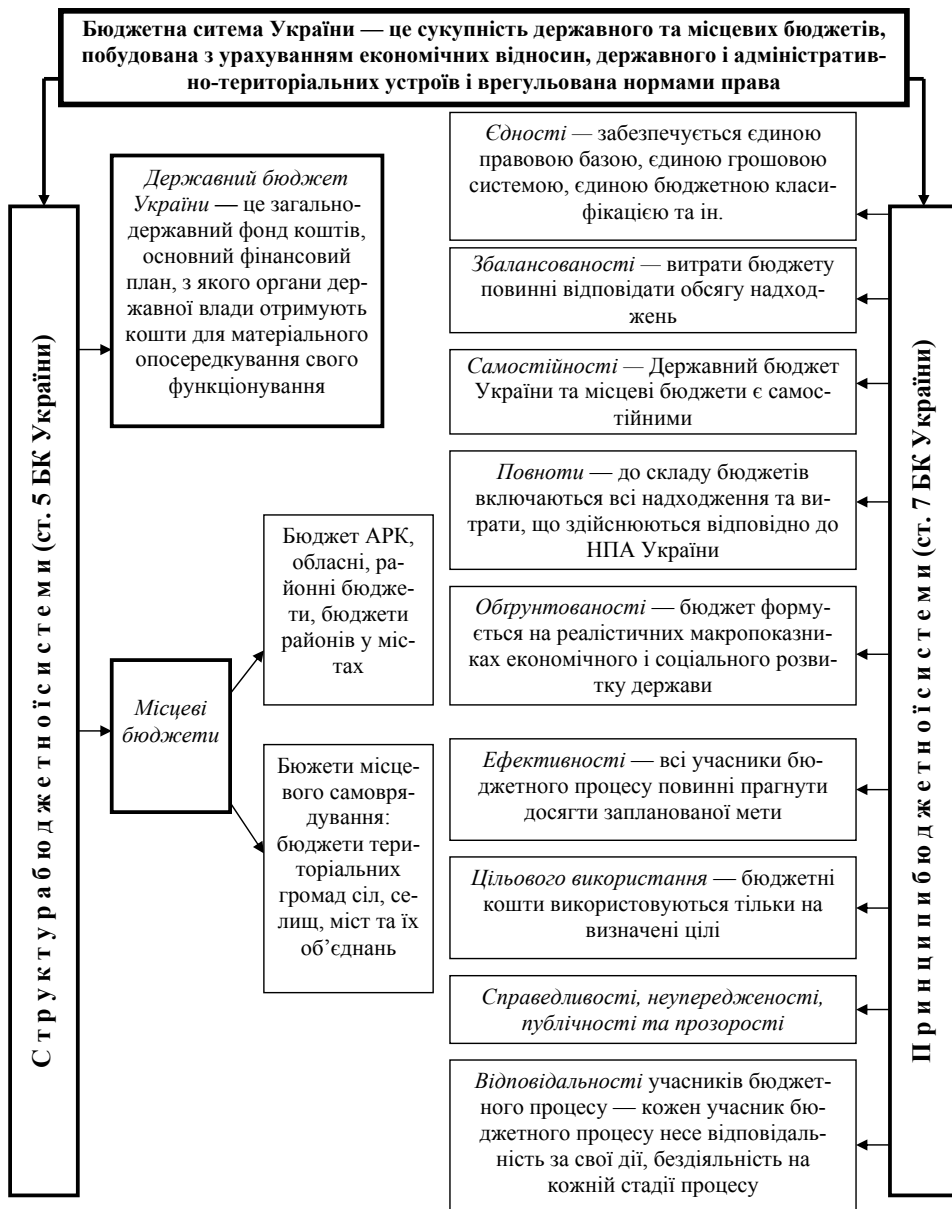 Бюджетна ситема України — це сукупність державного та місцевих бюджетів,
побудована з урахуванням економічних відносин, державного і адміністратив-
но-територіальних устроїв і врегульована нормами права
Структура бюджетної системи (ст. 5 БК України)
Державний бюджет
України — це загально-
державний фонд коштів,
основний фінансовий
план, з якого органи дер-
жавної влади отримують
кошти для матеріального
опосередкування свого
функціонування
Місцеві
бюджети
Бюджет АРК,
обласні, ра-
йонні бюдже-
ти, бюджети
районів у міс-
тах
Бюжети місце-
вого самовря-
дування:
бюджети тери-
торіальних
громад сіл, се-
лищ, міст та їх
об’єднань
Принципи бюджетної системи (ст. 7 БК України)
Єдності — забезпечується єдиною
правовою базою, єдиною грошовою
системою, єдиною бюджетною класи-
фікацією та ін.
Збалансованості — витрати бюджету
повинні відповідати обсягу надход-
жень
Самостійності — Державний бюджет
України та місцеві бюджети є самос-
тійними
Повноти — до складу бюджетів
включаються всі надходження та ви-
трати, що здійснюються відповідно до
НПА України
Обґрунтованості — бюджет форму-
ється на реалістичних макропоказни-
ках економічного і соціального розви-
тку держави
Ефективності — всі учасники бю-
джетного процесу повинні прагнути
досягти запланованої мети
Цільового використання — бюджетні
кошти використовуються тільки на
визначені цілі
Справедливості, неупередженості,
публічності та прозорості
Відповідальності учасників бюджет-
ного процесу — кожен учасник бю-
джетного процесу несе відповідаль-
ність за свої дії, бездіяльність на
кожній стадії процесу